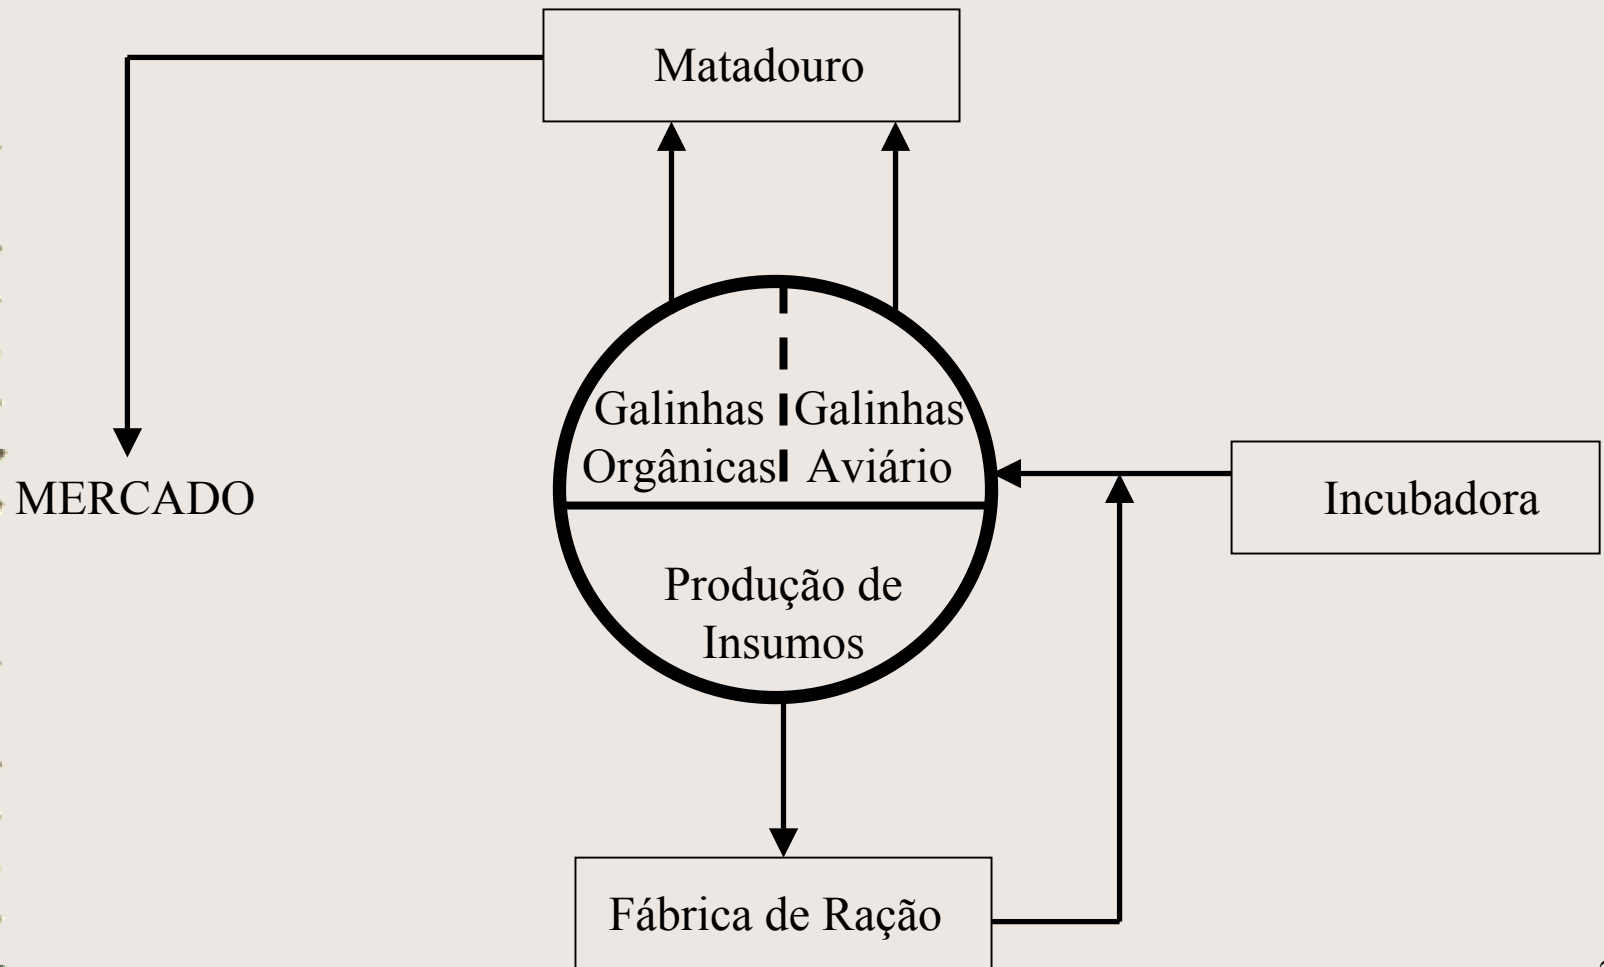 Matadouro
Galinhas Galinhas
Orgânicas Aviário
MERCADO
Incubadora
Produção de
Insumos
Fábrica de Ração